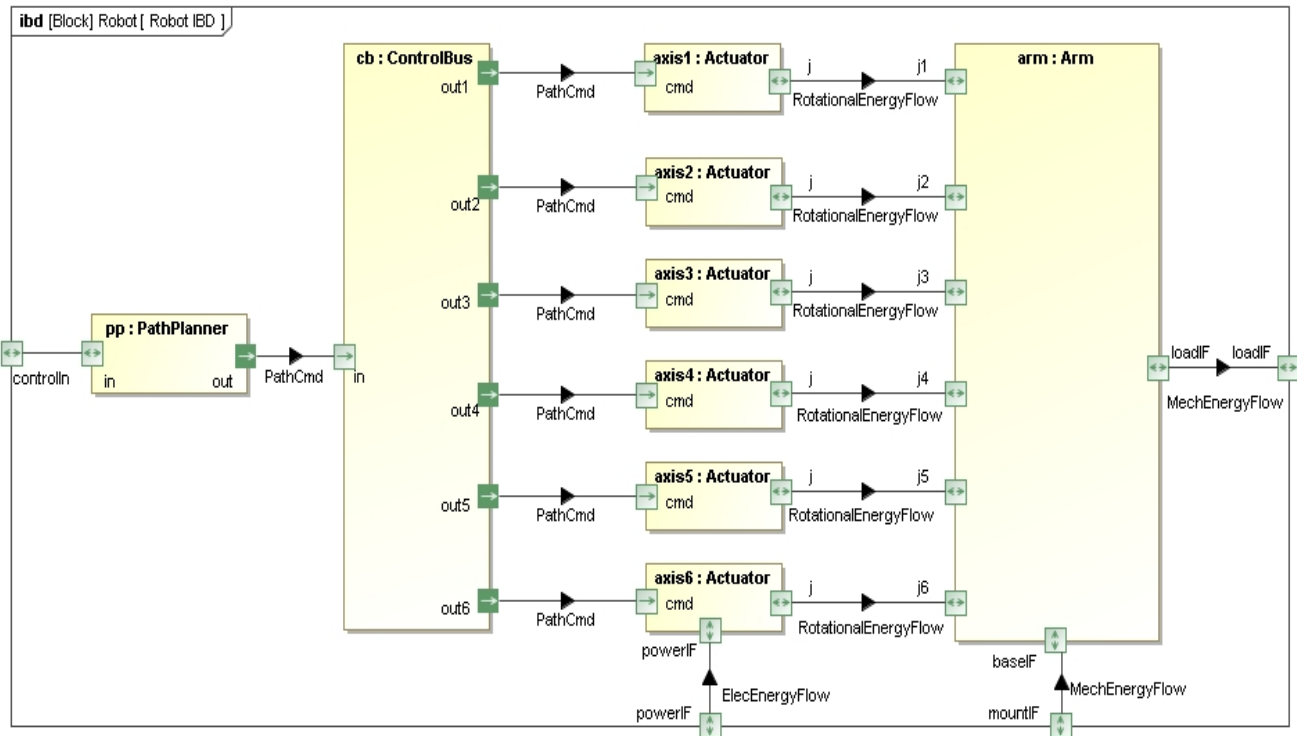 ibd [Block] Robot [ Robot IBD ]
cb : ControlBus
out1
PathCmd
axis1 : Actuator
cmd
j
j1
RotationalEnergyFlow
arm : Arm
out2
PathCmd
axis2 : Actuator
cmd
j
j2
RotationalEnergyFlow
out3
PathCmd
axis3 : Actuator
cmd
j
j3
RotationalEnergyFlow
controlIn
pp : PathPlanner
in
out
PathCmd
in
out4
PathCmd
axis4 : Actuator
cmd
j
j4
RotationalEnergyFlow
loadIF
loadIF
MechEnergyFlow
out5
PathCmd
axis5 : Actuator
cmd
j
j5
RotationalEnergyFlow
out6
PathCmd
axis6 : Actuator
cmd
j
j6
RotationalEnergyFlow
powerIF
ElecEnergyFlow
powerIF
baseIF
MechEnergyFlow
mountIF